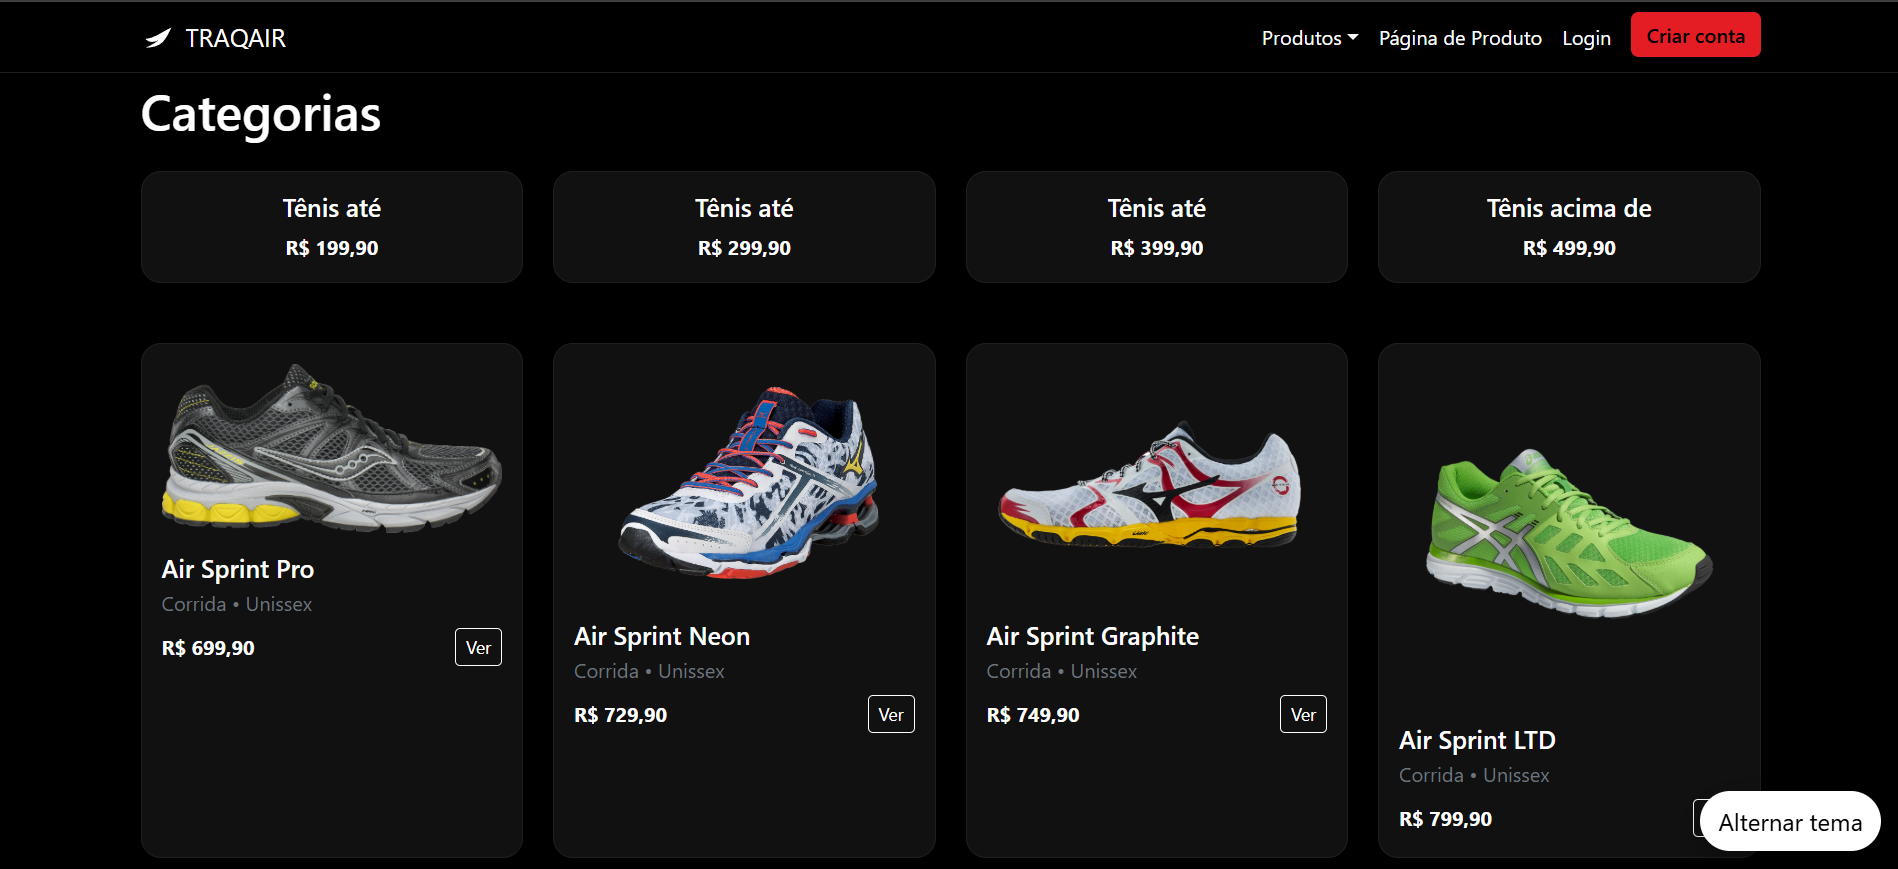 TRAQAIR
Produtos
Página de Produto
Login
Criar conta
Categorias
Tênis até
R$ 199,90
Tênis até
R$ 299,90
Tênis até
R$ 399,90
Tênis acima de
R$ 499,90
Air Sprint Pro
Corrida • Unissex
R$ 699,90
Ver
Air Sprint Neon
Corrida • Unissex
R$ 729,90
Ver
Air Sprint Graphite
Corrida • Unissex
R$ 749,90
Ver
Air Sprint LTD
Corrida • Unissex
R$ 799,90
Alternar tema